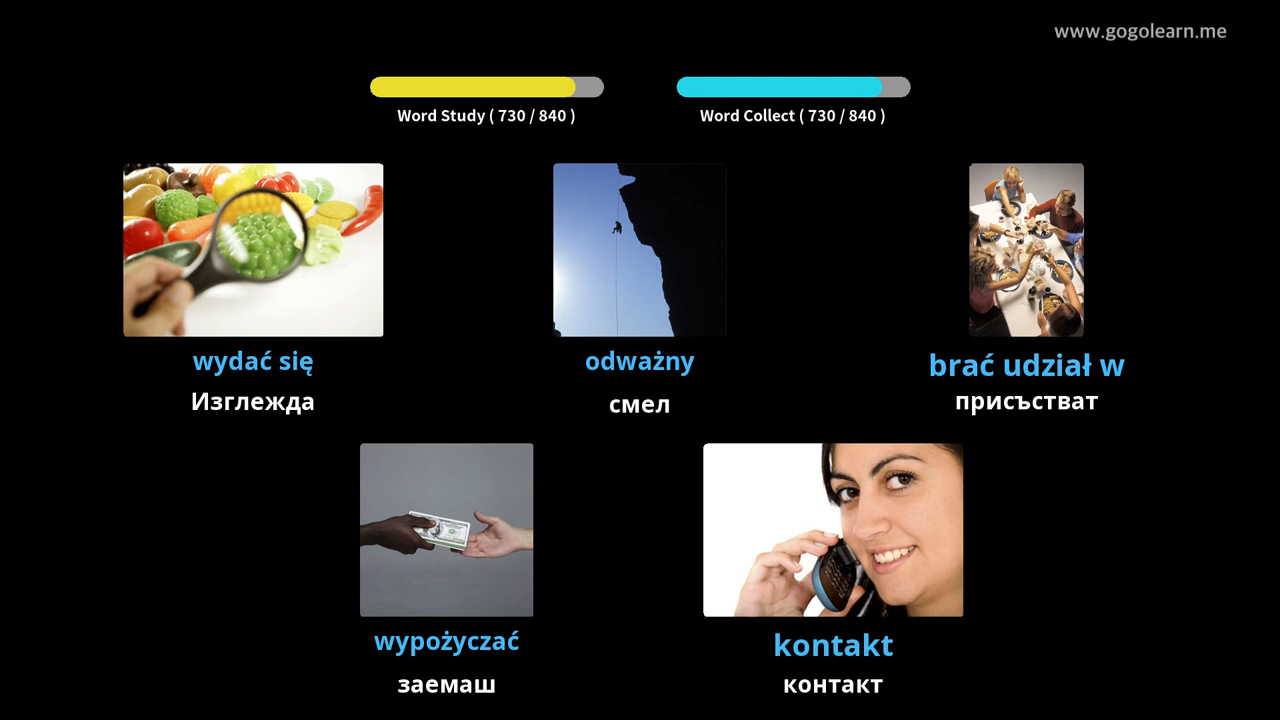 www.gogolearn.me
Word Study ( 730 / 840 )
Word Collect ( 730 / 840 )
wydać się
Изглежда
odważny
смел
brać udział w
присъстват
wypożyczać
заемаш
kontakt
контакт